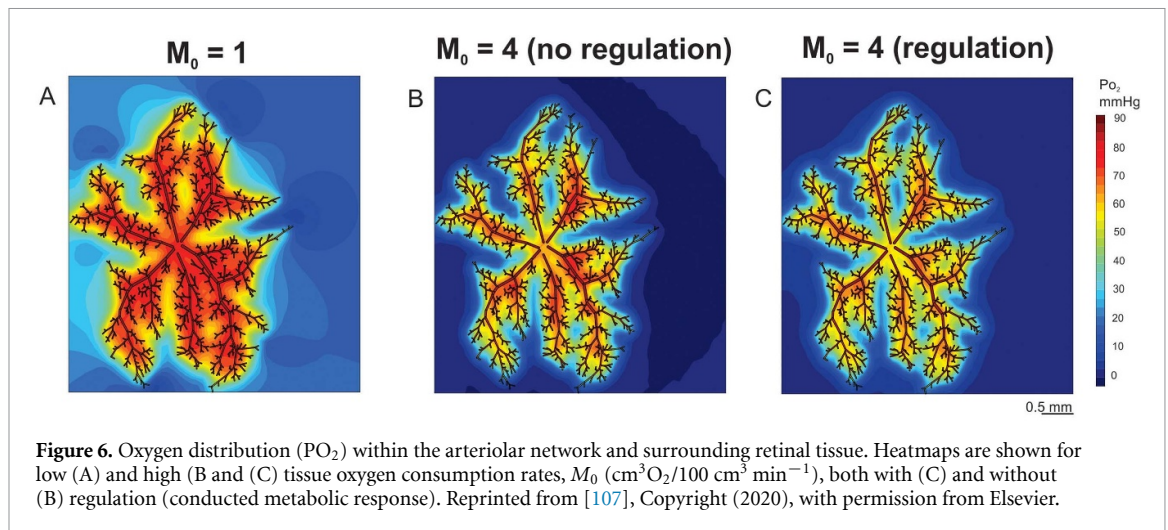 M₀ = 1
M₀ = 4 (no regulation)
M₀ = 4 (regulation)
A
B
C
Po₂
mmHg
90
80
70
60
50
40
30
20
10
0
0.5 mm
Figure 6. Oxygen distribution (PO₂) within the arteriolar network and surrounding retinal tissue. Heatmaps are shown for
low (A) and high (B and (C) tissue oxygen consumption rates, M₀ (cm³O₂/100 cm³ min⁻¹), both with (C) and without
(B) regulation (conducted metabolic response). Reprinted from [107], Copyright (2020), with permission from Elsevier.